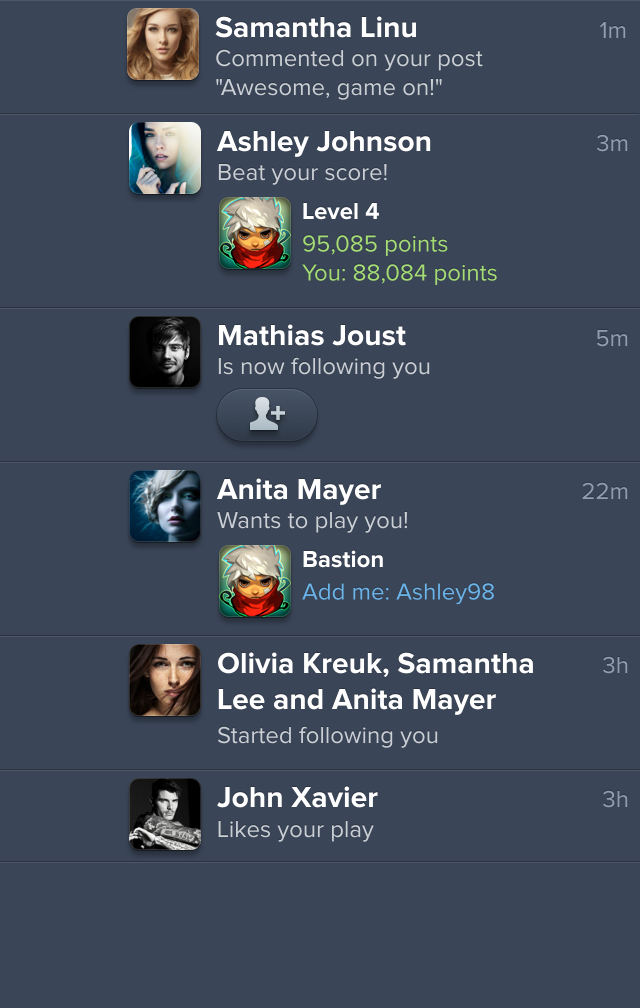 Samantha Linu
1m
Commented on your post
"Awesome, game on!"
Ashley Johnson
3m
Beat your score!
Level 4
95,085 points
You: 88,084 points
Mathias Joust
5m
Is now following you
Anita Mayer
22m
Wants to play you!
Bastion
Add me: Ashley98
Olivia Kreuk, Samantha
3h
Lee and Anita Mayer
Started following you
John Xavier
3h
Likes your play